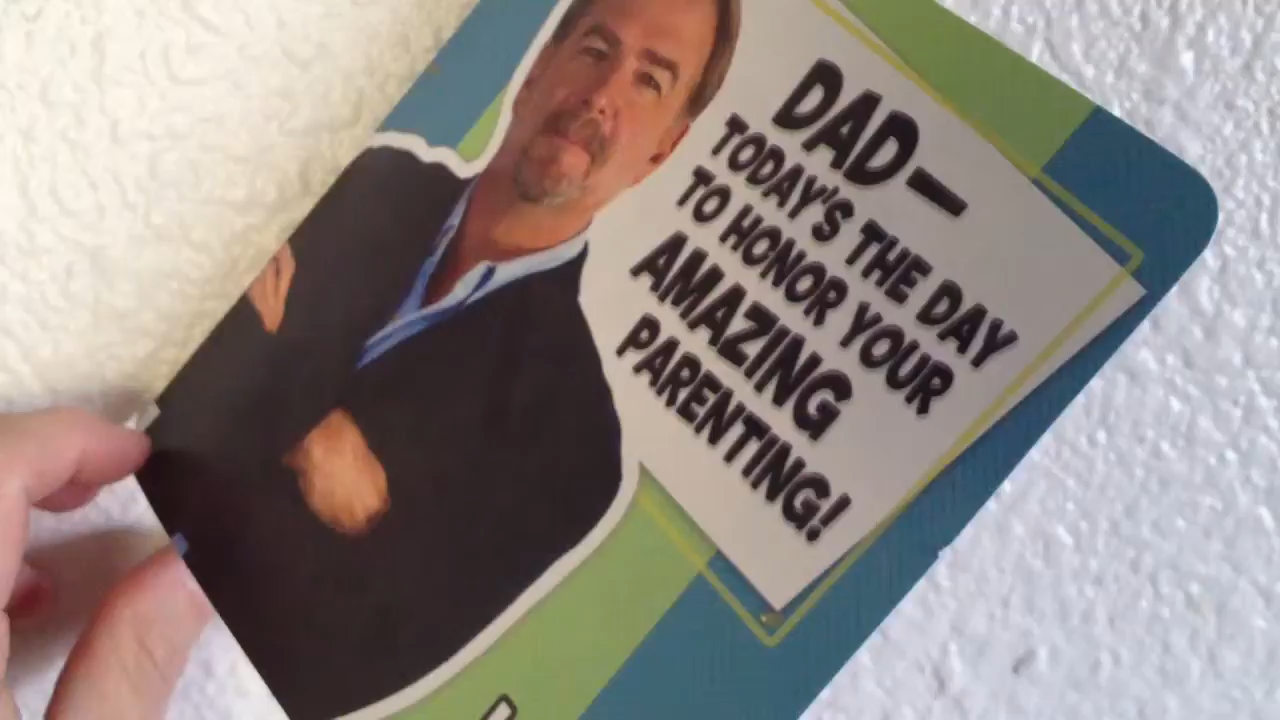 DAD—
TODAY'S THE DAY
TO HONOR YOUR
AMAZING
PARENTING!